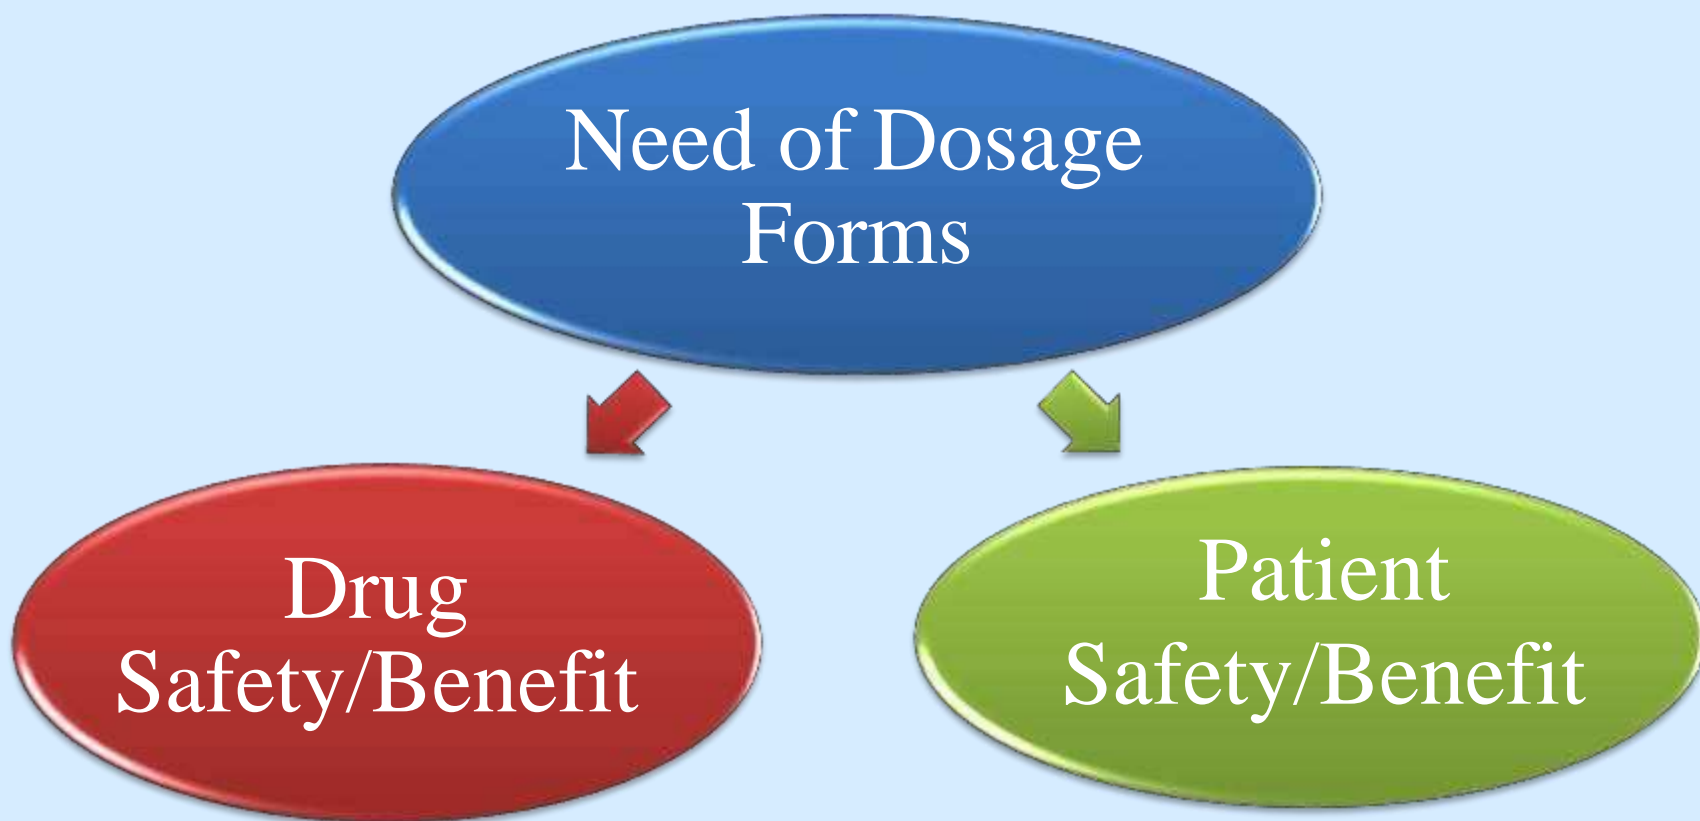 Need of Dosage
Forms
Drug
Safety/Benefit
Patient
Safety/Benefit